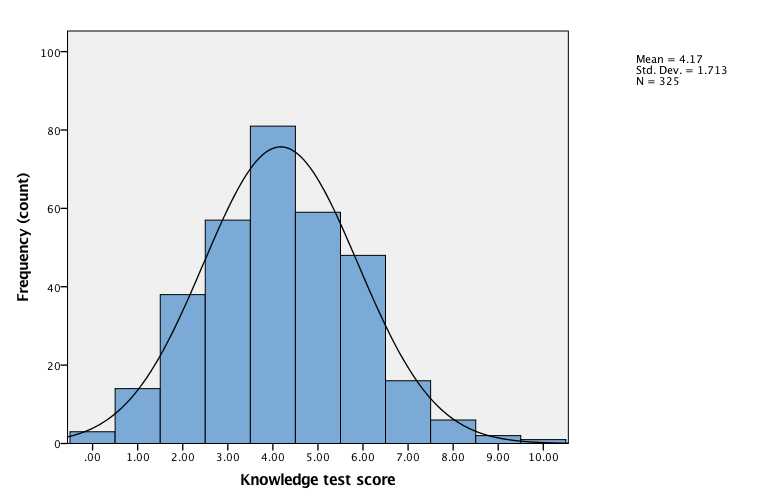 Mean = 4.17
Std. Dev. = 1.713
N = 325
100
80
60
40
20
0
Frequency (count)
.00 1.00 2.00 3.00 4.00 5.00 6.00 7.00 8.00 9.00 10.00
Knowledge test score